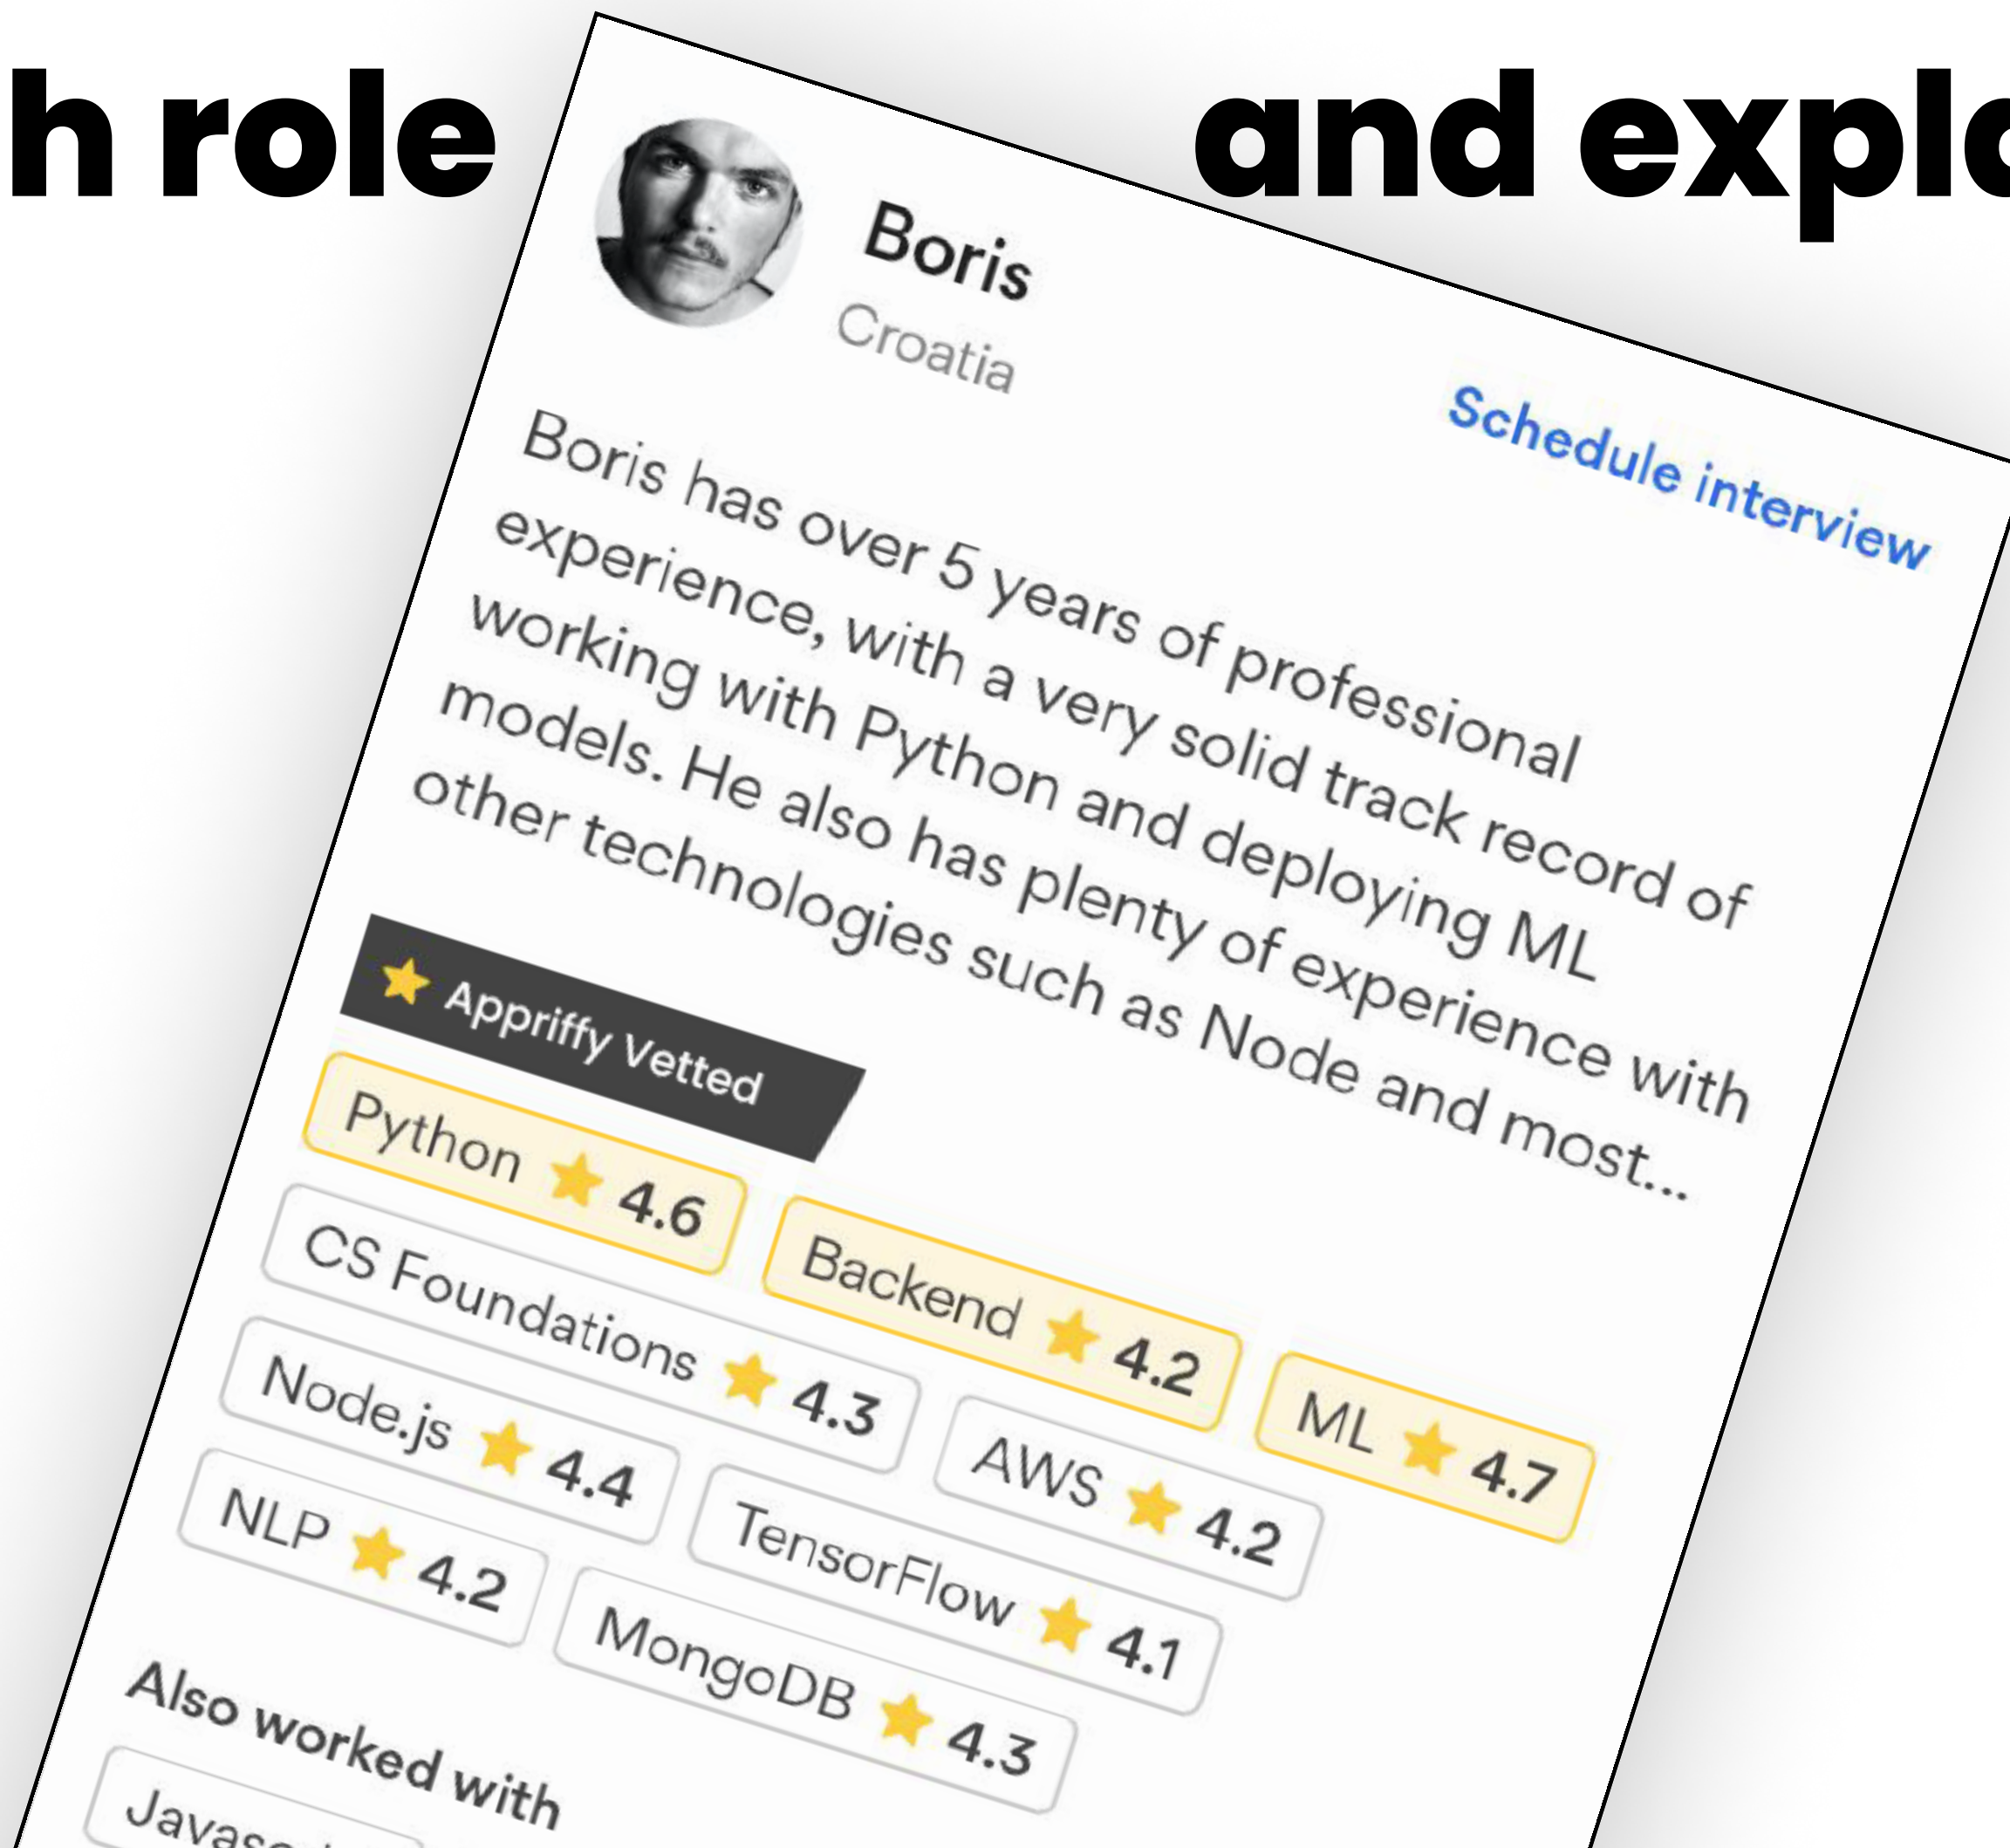 h role
and expl
Boris
Croatia
Schedule interview
Boris has over 5 years of professional
experience, with a very solid track record of
working with Python and deploying ML
models. He also has plenty of experience with
other technologies such as Node and most...
Appriffy Vetted
Python 4.6
Backend 4.2
ML 4.7
CS Foundations 4.3
AWS 4.2
Node.js 4.4
TensorFlow 4.1
NLP 4.2
MongoDB 4.3
Also worked with